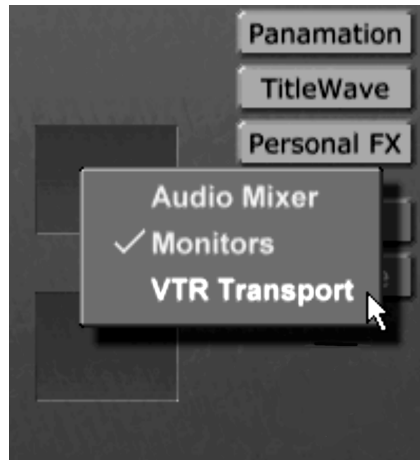 Panamation
TitleWave
Personal FX
Audio Mixer
Monitors
VTR Transport